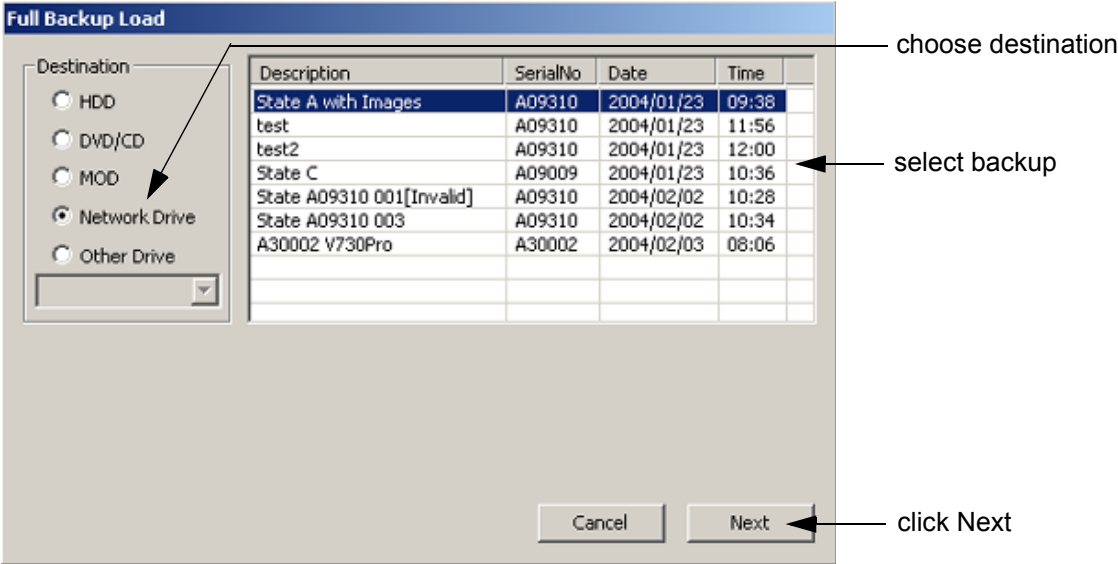 Full Backup Load
choose destination
Destination
HDD
DVD/CD
MOD
Network Drive
Other Drive
Description SerialNo Date Time
State A with Images A09310 2004/01/23 09:38
test A09310 2004/01/23 11:56
test2 A09310 2004/01/23 12:00
State C A09009 2004/01/23 10:36
State A09310 001[Invalid] A09310 2004/02/02 10:28
State A09310 003 A09310 2004/02/02 10:34
A30002 V730Pro A30002 2004/02/03 08:06
select backup
Cancel Next
click Next